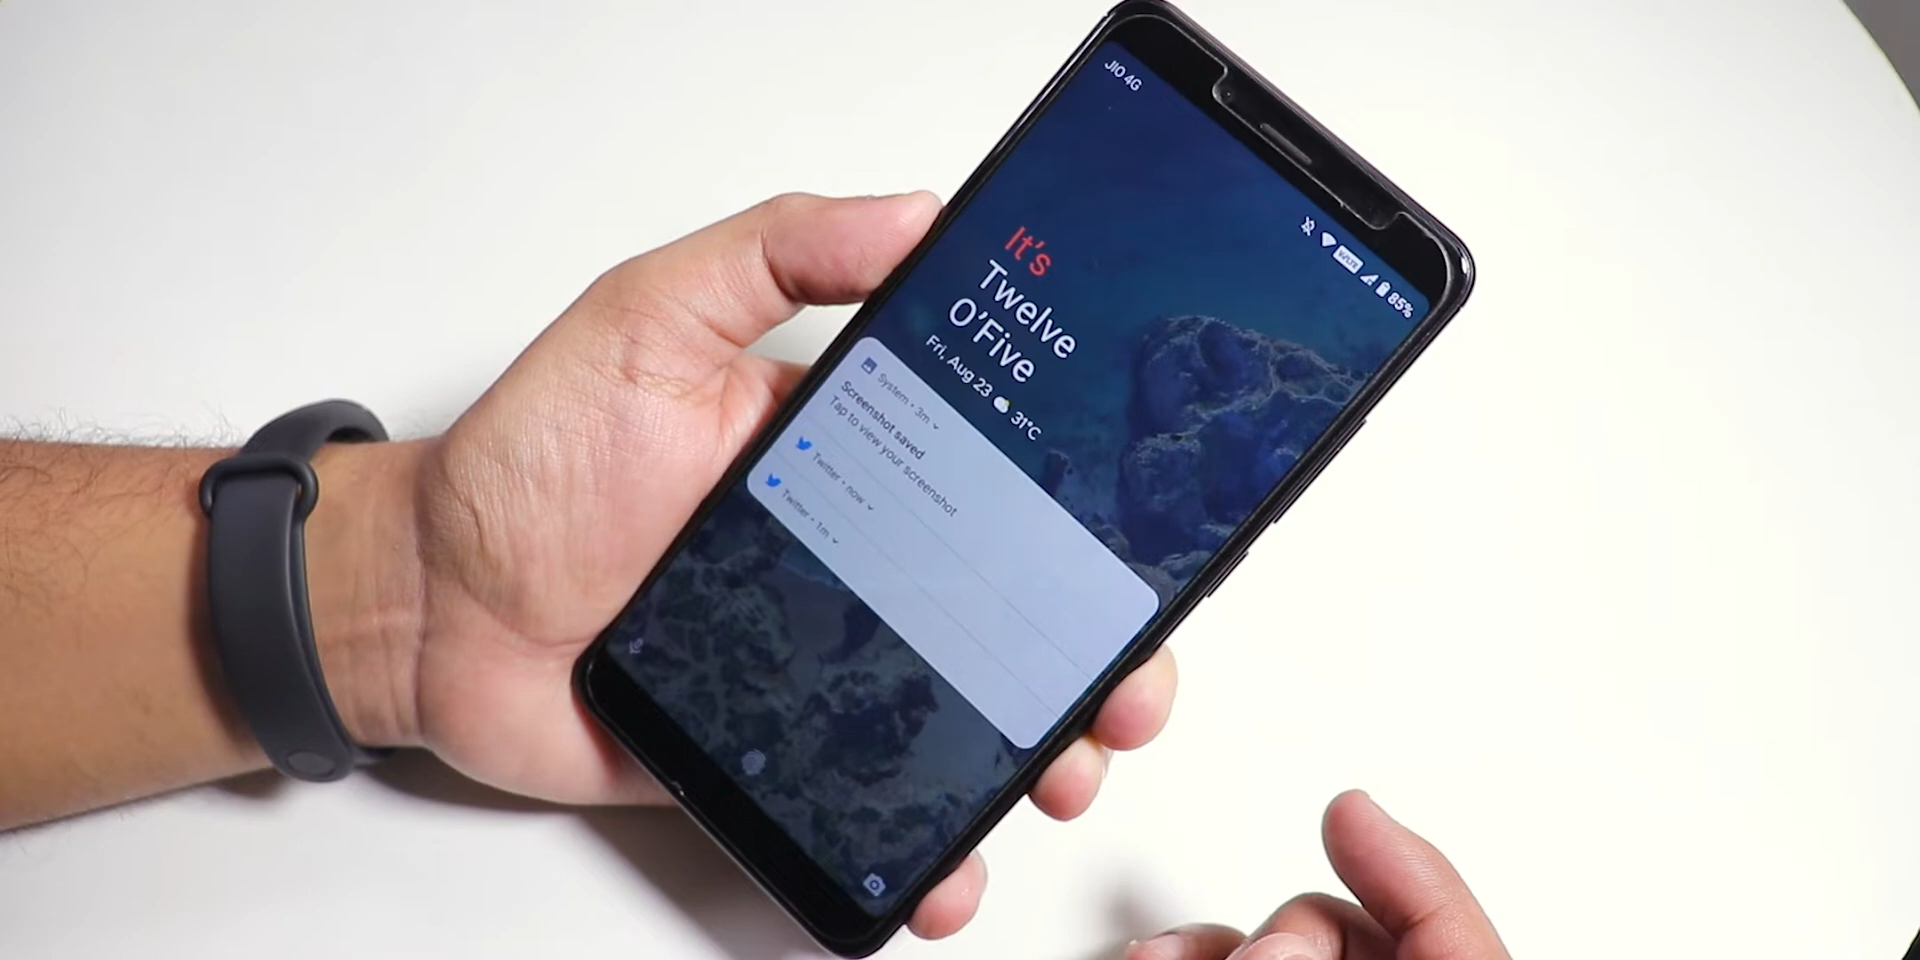 JIO 4G
VoLTE
85%
It's
Twelve
O'Five
Fri, Aug 23 31°C
System • 3m
Screenshot saved
Tap to view your screenshot
Twitter • now
Twitter • 1m